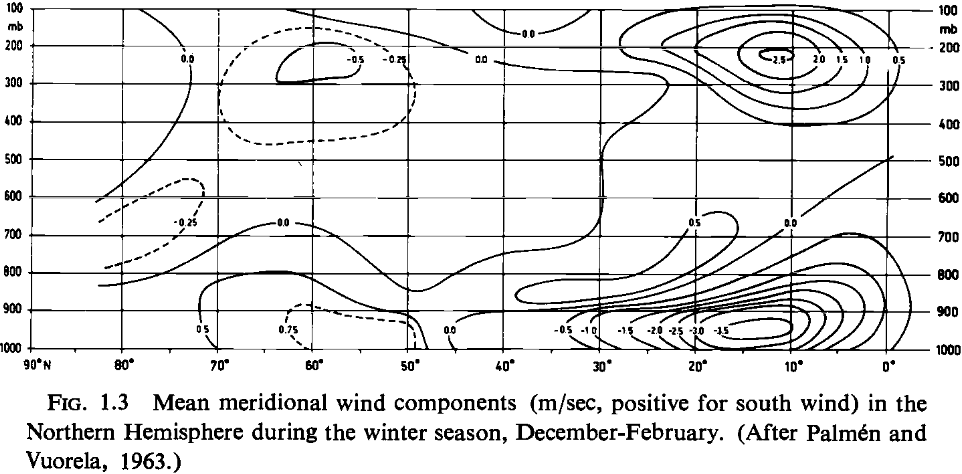 100 100
mb mb
0.0
200 200
0.0 -0.5 -0.25 0.0 2.5 2.0 1.5 1.0 0.5
300 300
400 400
500 500
600 600
-0.25 0.0 0.5 0.0
700 700
800 800
900 900
0.5 0.75 0.0 -0.5 -1.0 -1.5 -2.0 -2.5 -3.0 -3.5
1000 1000
90°N 80° 70° 60° 50° 40° 30° 20° 10° 0°
FIG. 1.3 Mean meridional wind components (m/sec, positive for south wind) in the
Northern Hemisphere during the winter season, December-February. (After Palmén and
Vuorela, 1963.)